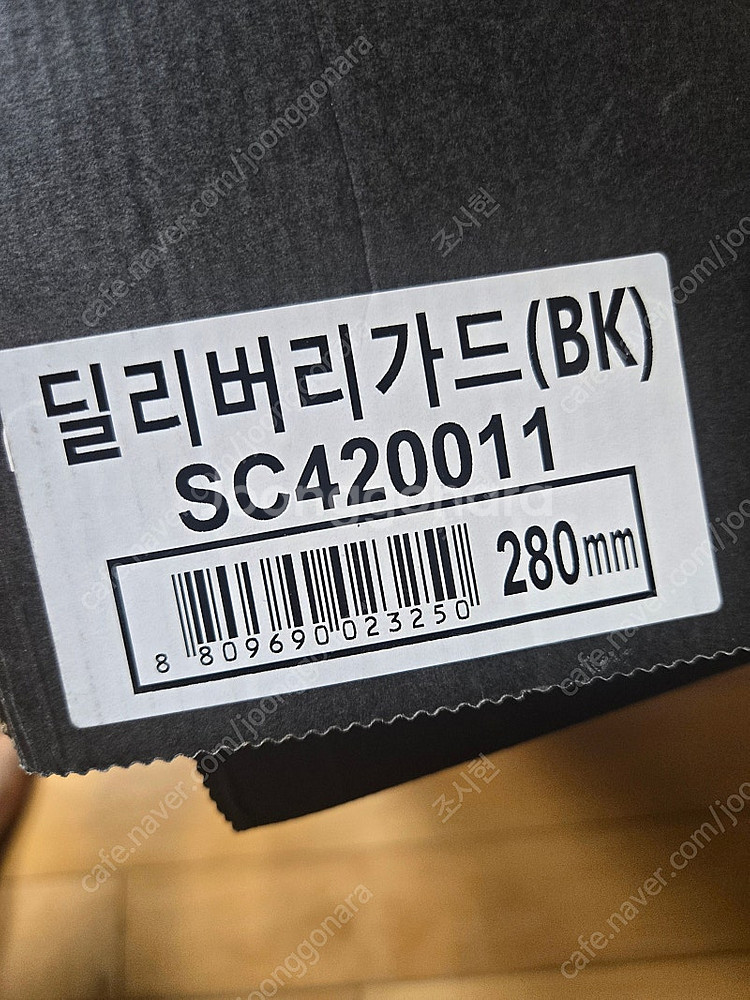 딜리버리가드(BK)
SC420011
280mm
8 809690 023250
joonggonara
cafe.naver.com/joonggonara
조시현